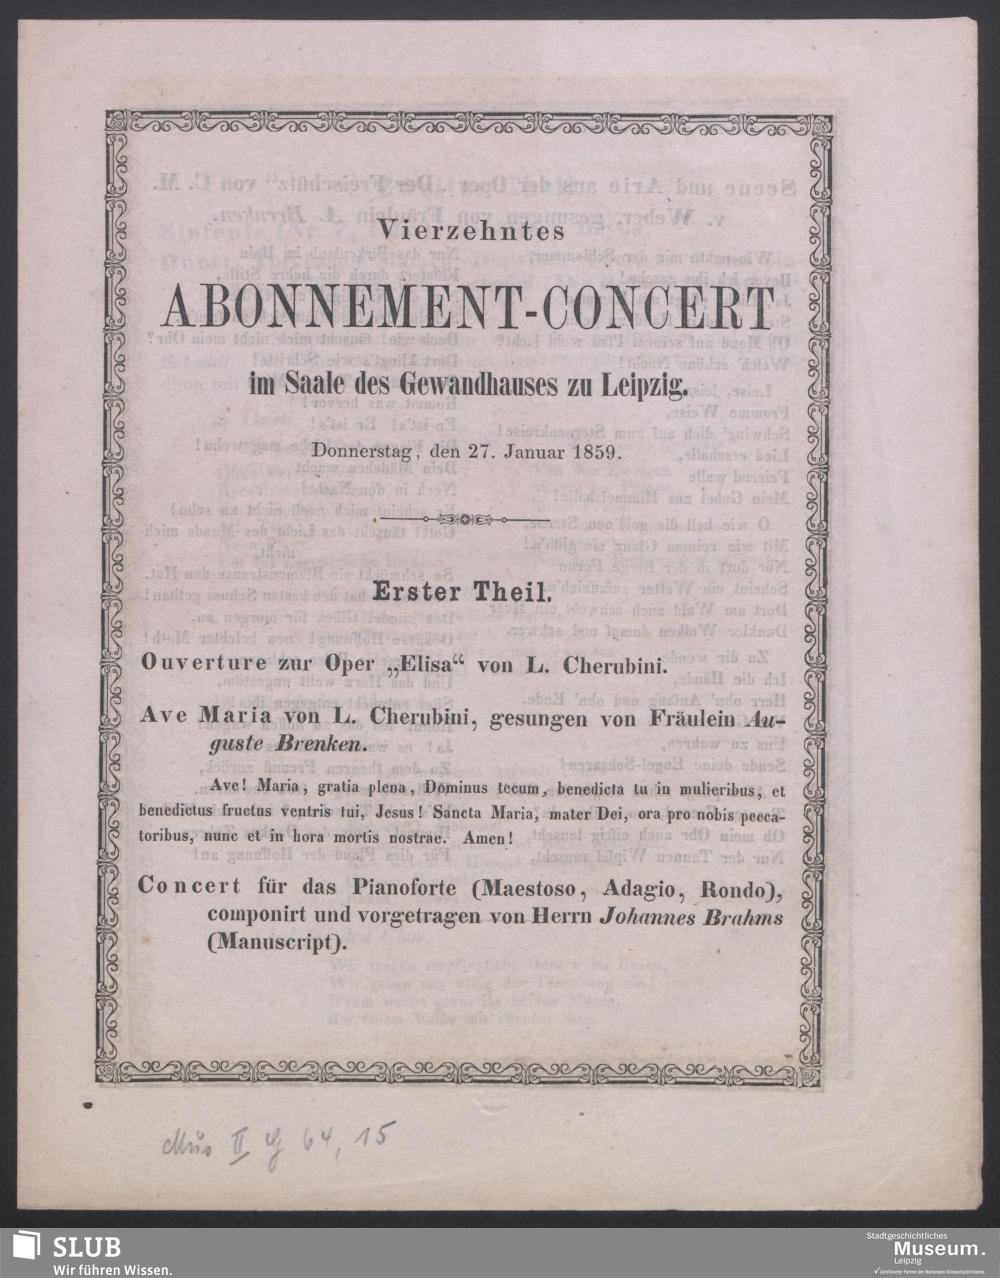 Vierzehntes
ABONNEMENT-CONCERT
im Saale des Gewandhauses zu Leipzig.
Donnerstag, den 27. Januar 1859.
Erster Theil.
Ouverture zur Oper „Elisa“ von L. Cherubini.
Ave Maria von L. Cherubini, gesungen von Fräulein Au-
guste Brenken.
Ave! Maria, gratia plena, Dominus tecum, benedicta tu in mulieribus, et
benedictus fructus ventris tui, Jesus! Sancta Maria, mater Dei, ora pro nobis pecca-
toribus, nunc et in hora mortis nostrae. Amen!
Concert für das Pianoforte (Maestoso, Adagio, Rondo),
componirt und vorgetragen von Herrn Johannes Brahms
(Manuscript).
Mus II 64, 15
SLUB
Wir führen Wissen.
Stadtgeschichtliches
Museum.
Leipzig